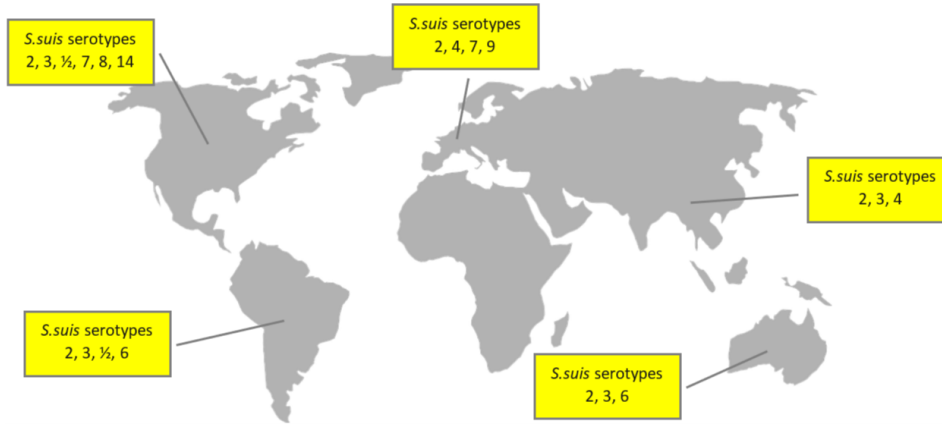 S.suis serotypes
2, 3, ½, 7, 8, 14
S.suis serotypes
2, 4, 7, 9
S.suis serotypes
2, 3, 4
S.suis serotypes
2, 3, ½, 6
S.suis serotypes
2, 3, 6